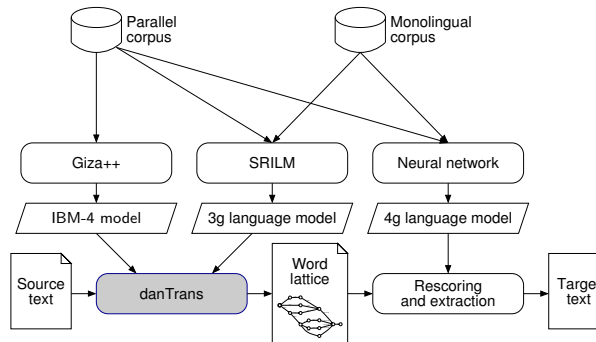 Parallel
corpus
Monolingual
corpus
Giza++
SRILM
Neural network
IBM-4 model
3g language model
4g language model
Source
text
danTrans
Word
lattice
Rescoring
and extraction
Target
text